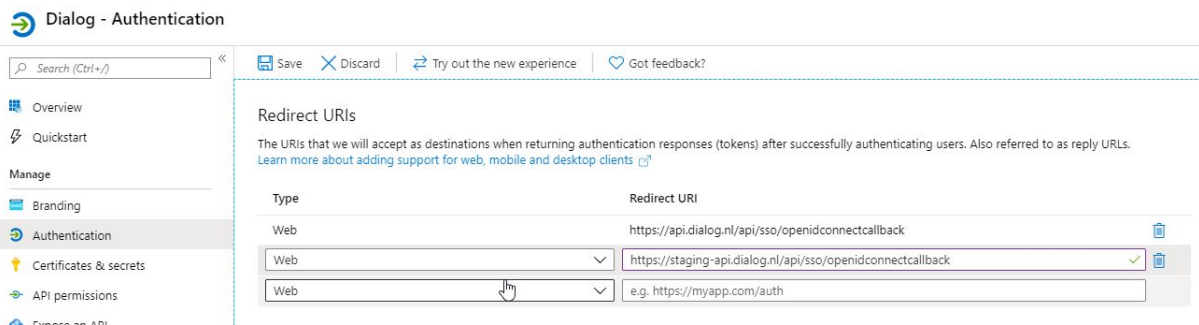 Dialog - Authentication
Search (Ctrl+/)
«
Save
Discard
Try out the new experience
Got feedback?
Overview
Quickstart
Manage
Branding
Authentication
Certificates & secrets
API permissions
Expose an API
Redirect URIs
The URIs that we will accept as destinations when returning authentication responses (tokens) after successfully authenticating users. Also referred to as reply URLs.
Learn more about adding support for web, mobile and desktop clients
Type Redirect URI
Web https://api.dialog.nl/api/sso/openidconnectcallback
Web https://staging-api.dialog.nl/api/sso/openidconnectcallback
Web e.g. https://myapp.com/auth